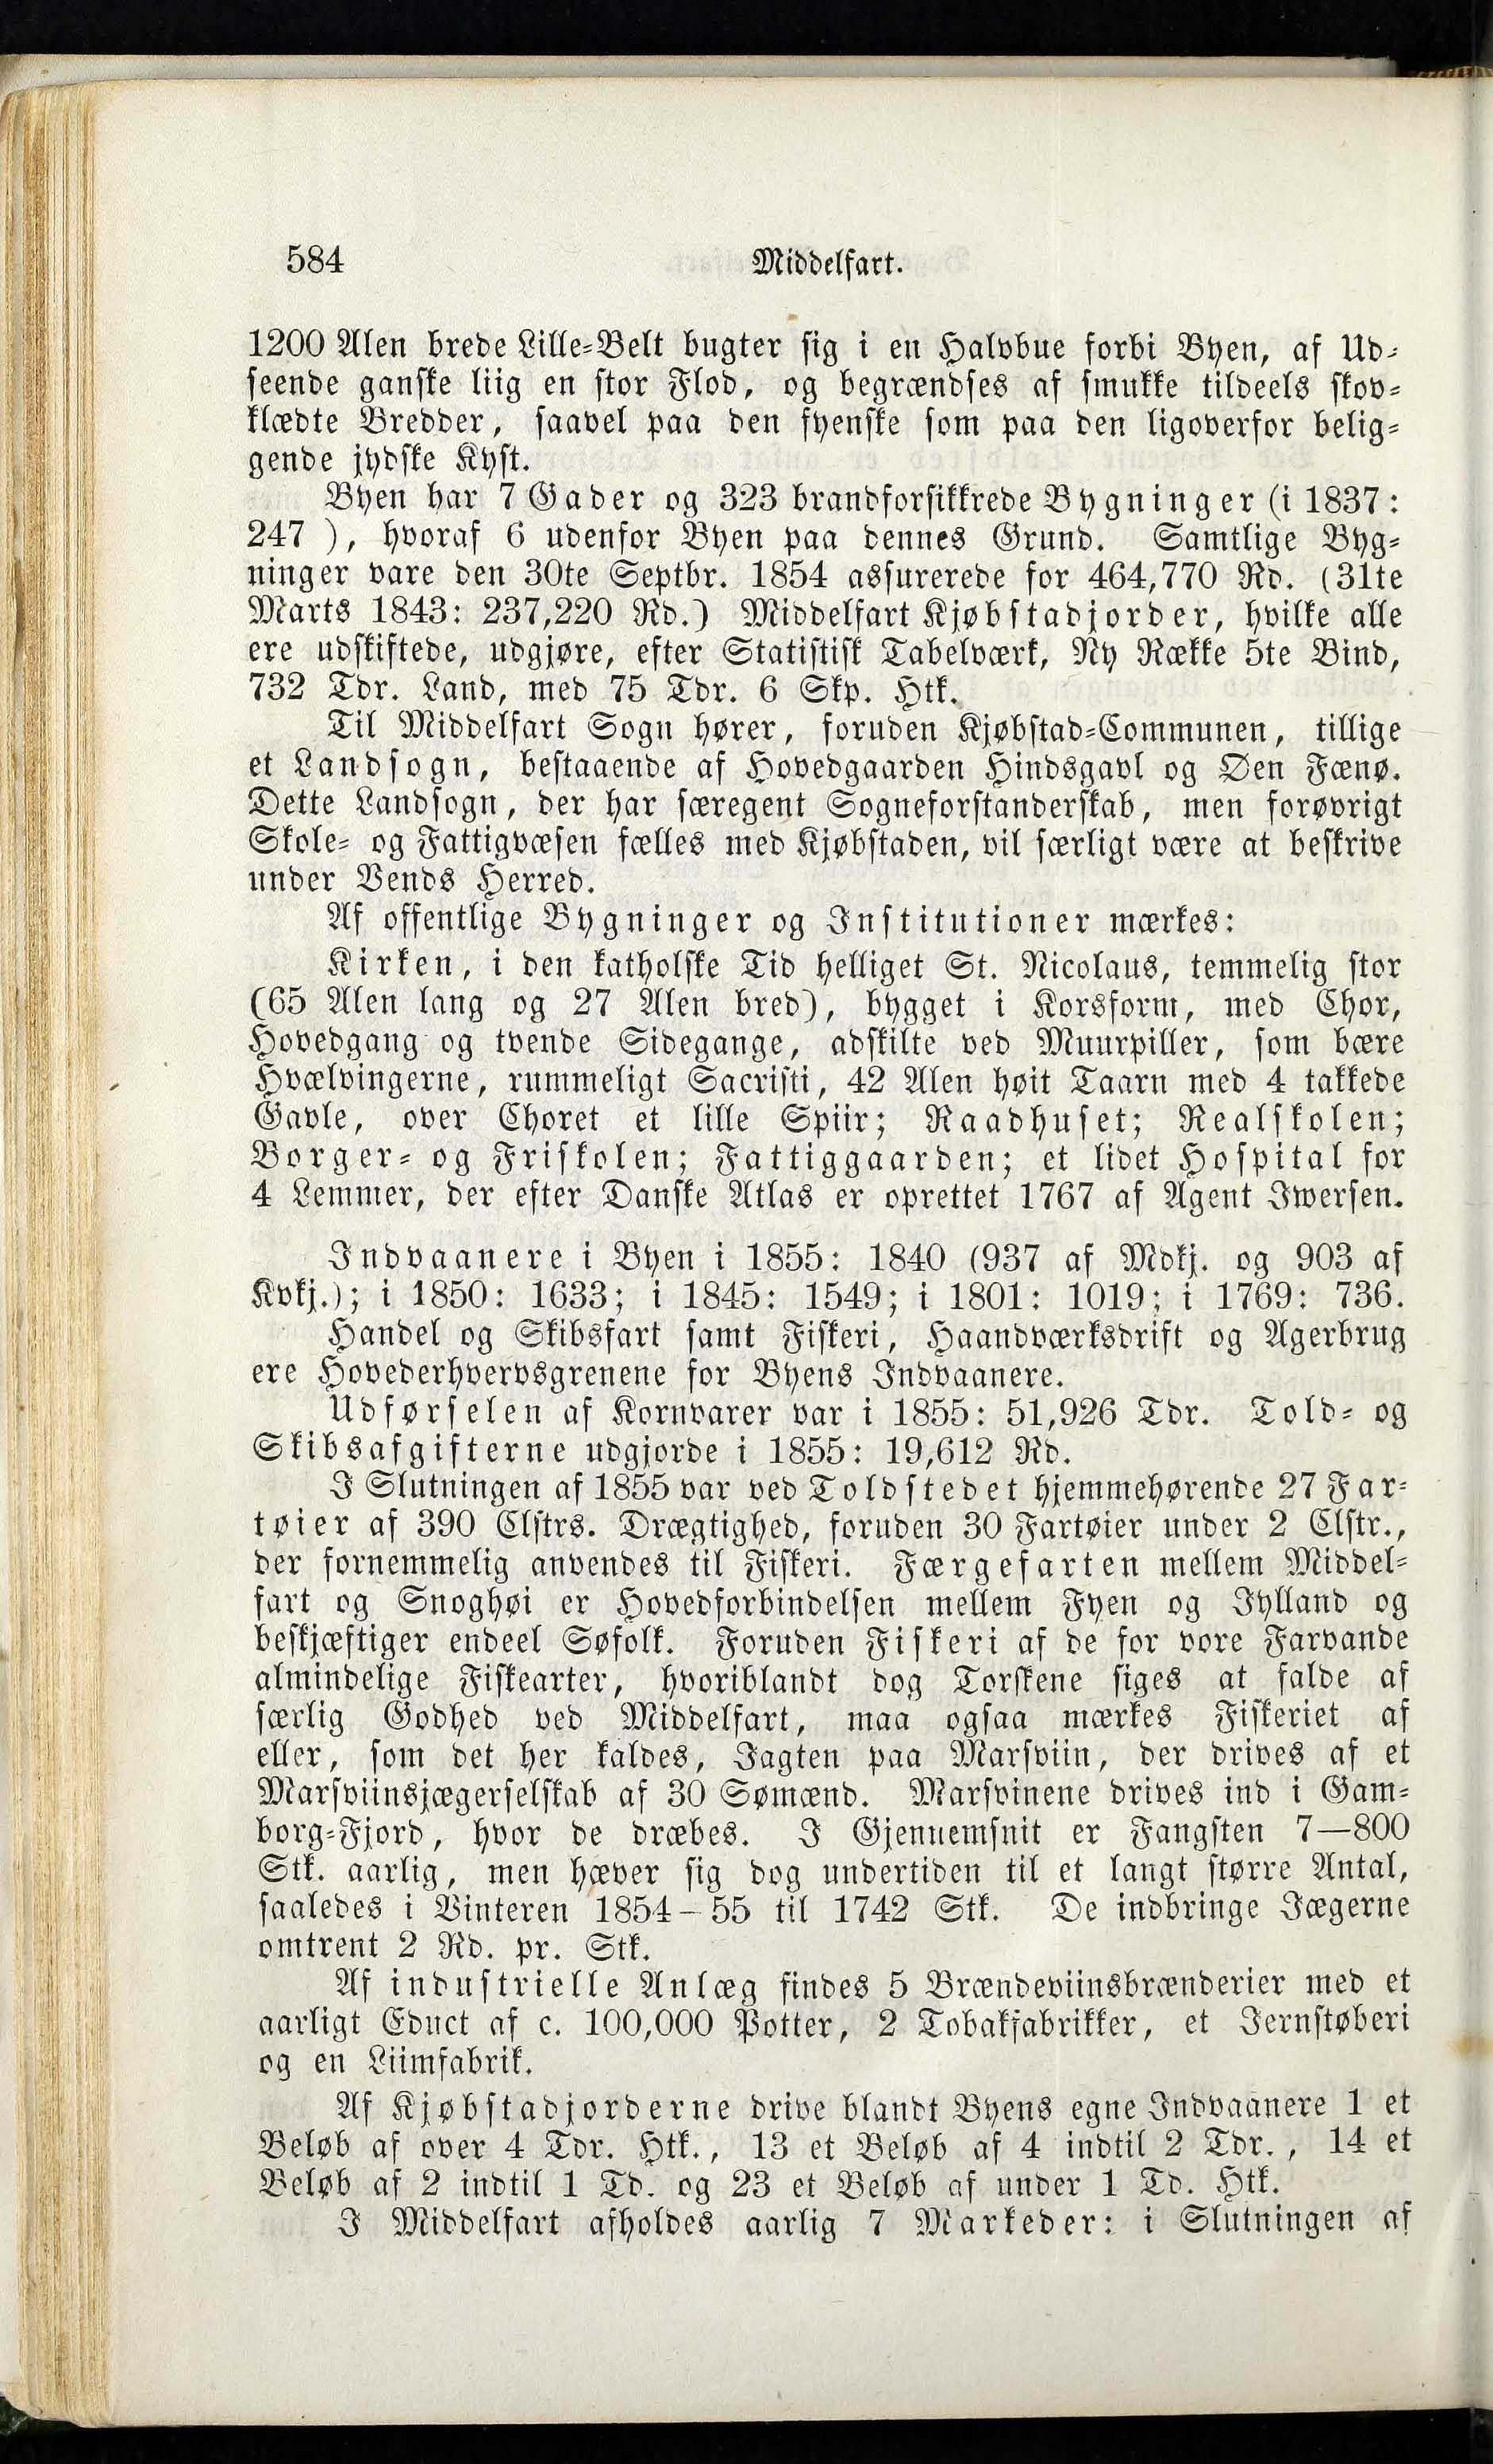 584 Middelfart.
1200 Alen brede Lille-Belt bugter sig i en Halvbue forbi Byen, af Ud-
seende ganske liig en stor Flod, og begrændses af smukke tildeels skov-
klædte Bredder, saavel paa den fyenske som paa den ligoverfor belig-
gende jydske Kyst.
Byen har 7 Gader og 323 brandforsikkrede Bygninger (i 1837:
247 ), hvoraf 6 udenfor Byen paa dennes Grund. Samtlige Byg-
ninger vare den 30te Septbr. 1854 assurerede for 464,770 Rd. (31te
Marts 1843: 237,220 Rd.) Middelfart Kjøbstadjorder, hvilke alle
ere udskiftede, udgjøre, efter Statistisk Tabelværk, Ny Række 5te Bind,
732 Tdr. Land, med 75 Tdr. 6 Skp. Htk.
Til Middelfart Sogn hører, foruden Kjøbstad-Communen, tillige
et Landsogn, bestaaende af Hovedgaarden Hindsgavl og Øen Fænø.
Dette Landsogn, der har særegent Sogneforstanderskab, men forøvrigt
Skole- og Fattigvæsen fælles med Kjøbstaden, vil særligt være at beskrive
under Vends Herred.
Af offentlige Bygninger og Institutioner mærkes:
Kirken, i den katholske Tid helliget St. Nicolaus, temmelig stor
(65 Alen lang og 27 Alen bred), bygget i Korsform, med Chor,
Hovedgang og tvende Sidegange, adskilte ved Muurpiller, som bære
Hvælvingerne, rummeligt Sacristi, 42 Alen høit Taarn med 4 takkede
Gavle, over Choret et lille Spiir; Raadhuset; Realskolen;
Borger- og Friskolen; Fattiggaarden; et lidet Hospital for
4 Lemmer, der efter Danske Atlas er oprettet 1767 af Agent Iwersen.
Indvaanere i Byen i 1855: 1840 (937 af Mdkj. og 903 af
Kvkj.); i 1850: 1633; i 1845: 1549; i 1801: 1019; i 1769: 736.
Handel og Skibsfart samt Fiskeri, Haandværksdrift og Agerbrug
ere Hovederhvervsgrenene for Byens Indvaanere.
Udførselen af Kornvarer var i 1855: 51,926 Tdr. Told- og
Skibsafgifterne udgjorde i 1855: 19,612 Rd.
I Slutningen af 1855 var ved Toldstedet hjemmehørende 27 Far-
tøier af 390 Clstrs. Drægtighed, foruden 30 Fartøier under 2 Clstr.,
der fornemmelig anvendes til Fiskeri. Færgefarten mellem Middel-
fart og Snoghøi er Hovedforbindelsen mellem Fyen og Jylland og
beskjæftiger endeel Søfolk. Foruden Fiskeri af de for vore Farvande
almindelige Fiskearter, hvoriblandt dog Torskene siges at falde af
særlig Godhed ved Middelfart, maa ogsaa mærkes Fiskeriet af
eller, som det her kaldes, Jagten paa Marsviin, der drives af et
Marsviinsjægerselskab af 30 Sømænd. Marsvinene drives ind i Gam-
borg-Fjord, hvor de dræbes. I Gjennemsnit er Fangsten 7—800
Stk. aarlig, men hæver sig dog undertiden til et langt større Antal,
saaledes i Vinteren 1854–55 til 1742 Stk. De indbringe Jægerne
omtrent 2 Rd. pr. Stk.
Af industrielle Anlæg findes 5 Brændeviinsbrænderier med et
aarligt Educt af c. 100,000 Potter, 2 Tobakfabrikker, et Jernstøberi
og en Liimfabrik.
Af Kjøbstadjorderne drive blandt Byens egne Indvaanere 1 et
Beløb af over 4 Tdr. Htk., 13 et Beløb af 4 indtil 2 Tdr., 14 et
Beløb af 2 indtil 1 Td. og 23 et Beløb af under 1 Td. Htk.
I Middelfart afholdes aarlig 7 Markeder: i Slutningen af